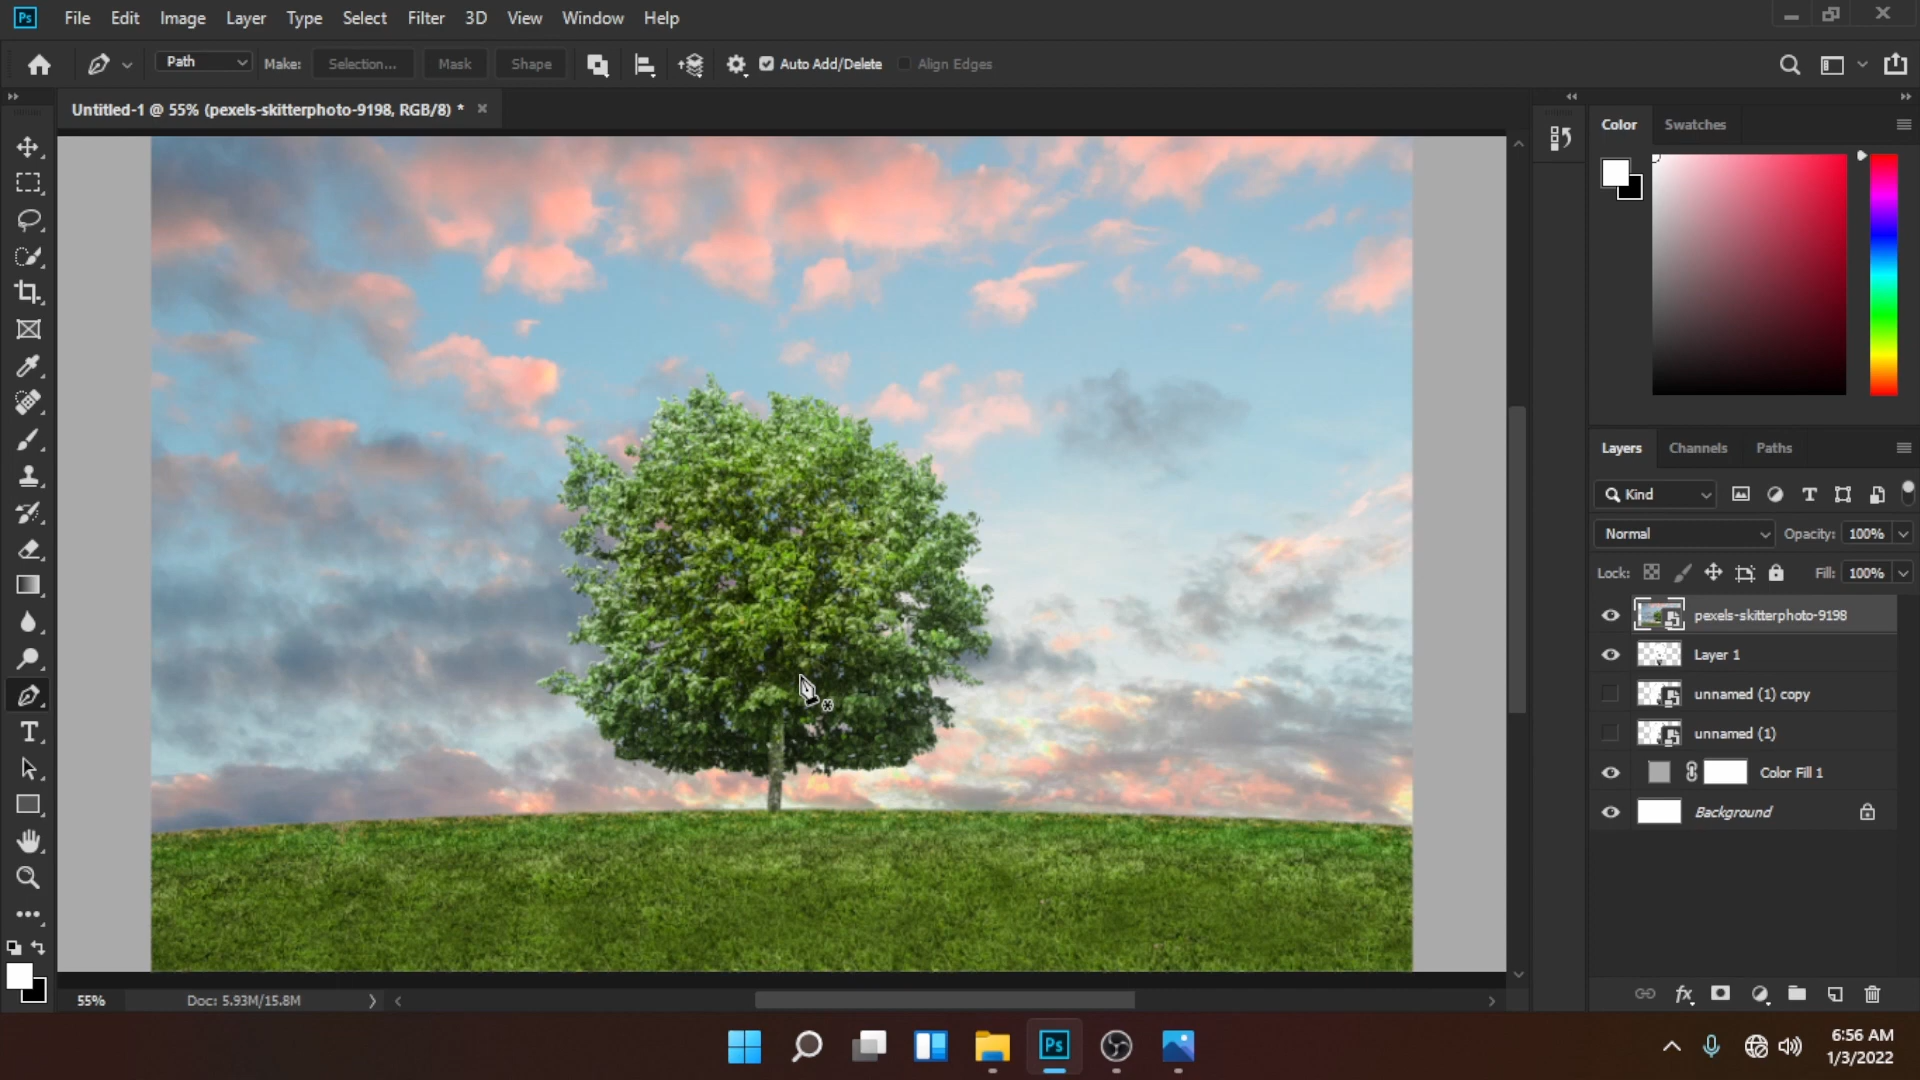 Ps File Edit Image Layer Type Select Filter 3D View Window Help
Path Make: Selection... Mask Shape Auto Add/Delete Align Edges
Untitled-1 @ 55% (pexels-skitterphoto-9198, RGB/8) *
Color Swatches
Layers Channels Paths
Kind
Normal Opacity: 100%
Lock: Fill: 100%
pexels-skitterphoto-9198
Layer 1
unnamed (1) copy
unnamed (1)
Color Fill 1
Background
fx
55% Doc: 5.93M/15.8M
Ps
6:56 AM
1/3/2022